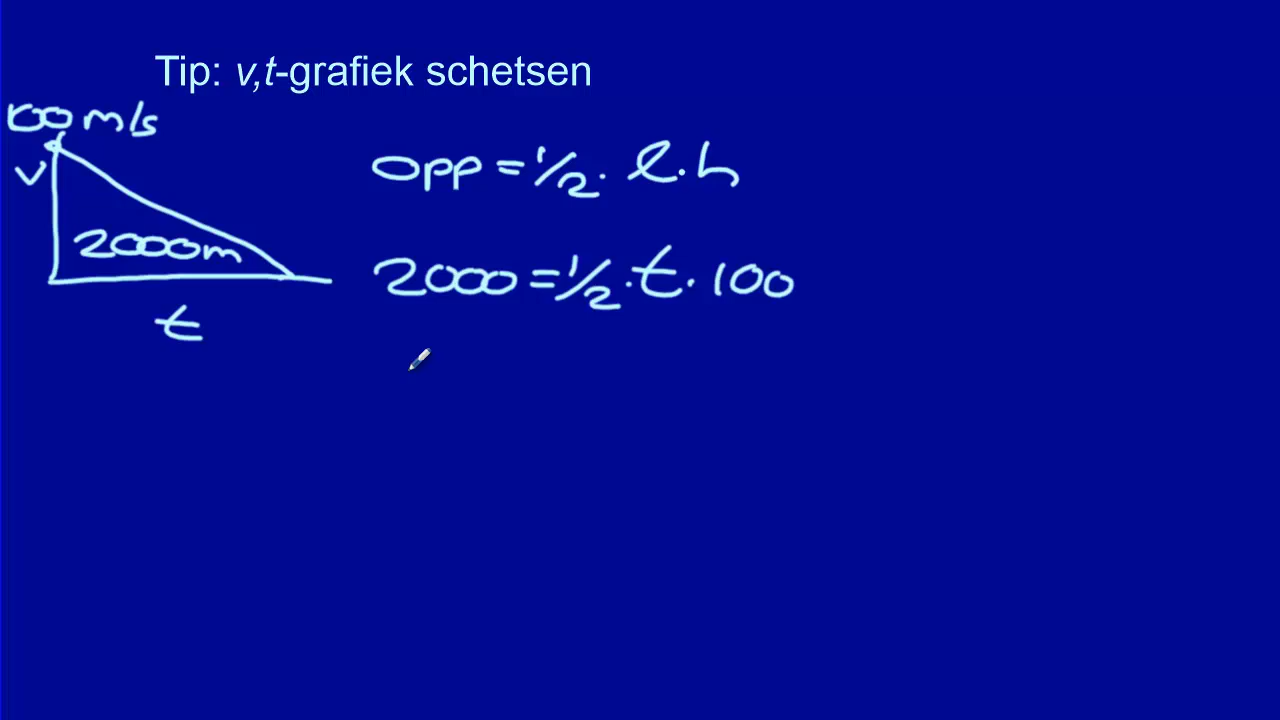 Tip: v,t-grafiek schetsen
100 m/s
v
2000m
t
opp = 1/2 · l · h
2000 = 1/2 · t · 100